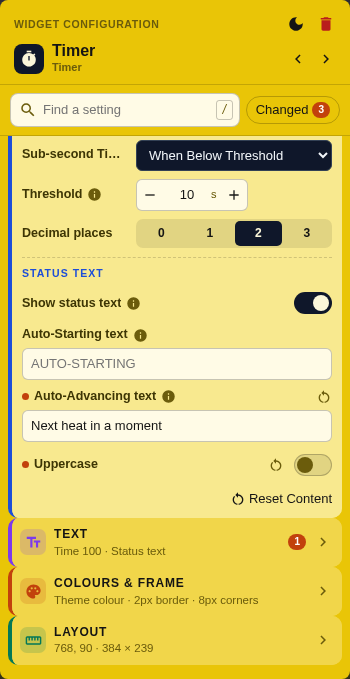 WIDGET CONFIGURATION
Timer
Timer
Find a setting
/
Changed 3
Sub-second Ti…
When Below Threshold
Threshold
10 s
Decimal places
0 1 2 3
STATUS TEXT
Show status text
Auto-Starting text
AUTO-STARTING
Auto-Advancing text
Next heat in a moment
Uppercase
Reset Content
TEXT
Time 100 · Status text
1
COLOURS & FRAME
Theme colour · 2px border · 8px corners
LAYOUT
768, 90 · 384 × 239